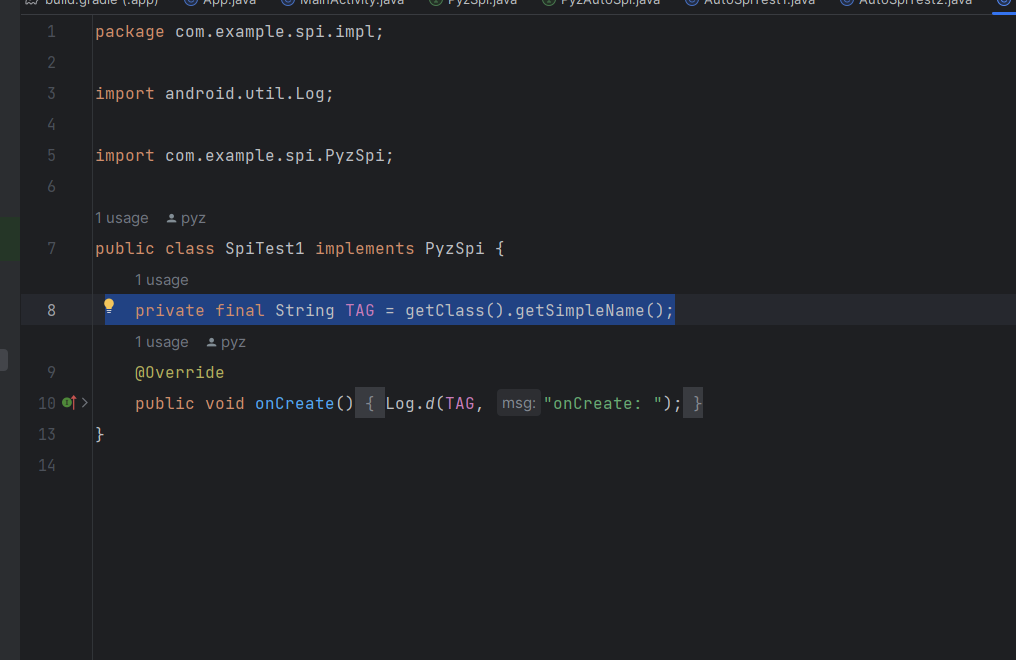 build.gradle (:app) App.java MainActivity.java PyzSpi.java PyzAutoSpi.java AutoSpiTest1.java AutoSpiTest2.java
1 package com.example.spi.impl;
2
3 import android.util.Log;
4
5 import com.example.spi.PyzSpi;
6
1 usage pyz
7 public class SpiTest1 implements PyzSpi {
1 usage
8 private final String TAG = getClass().getSimpleName();
1 usage pyz
9 @Override
10 public void onCreate() { Log.d(TAG, msg: "onCreate: "); }
13 }
14